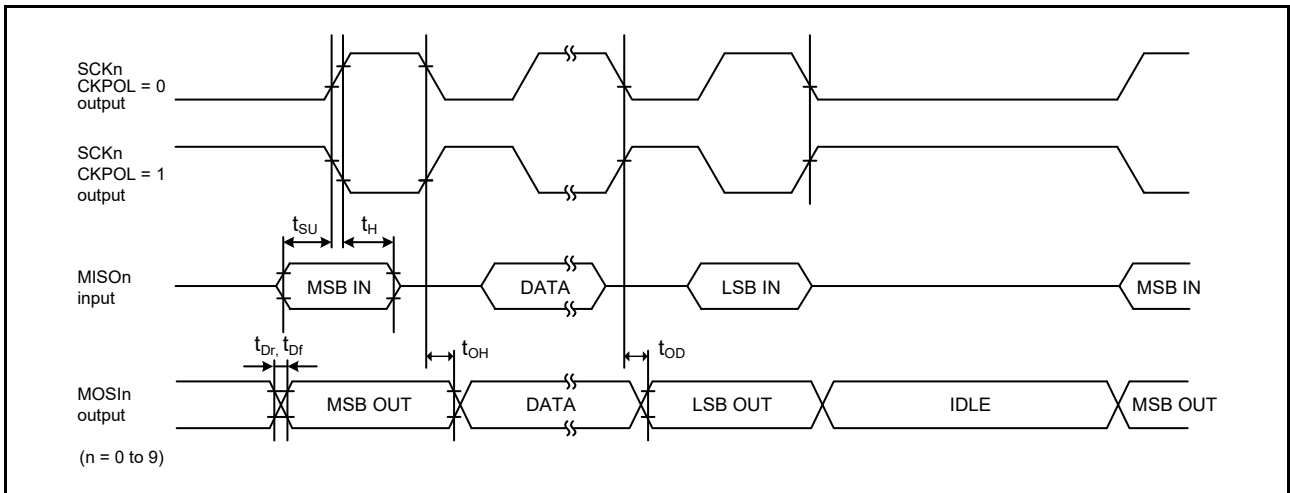 SCKn
CKPOL = 0
output
SCKn
CKPOL = 1
output
tSU
tH
MISOn
input
MSB IN
DATA
LSB IN
MSB IN
tDr, tDf
tOH
tOD
MOSIn
output
MSB OUT
DATA
LSB OUT
IDLE
MSB OUT
(n = 0 to 9)